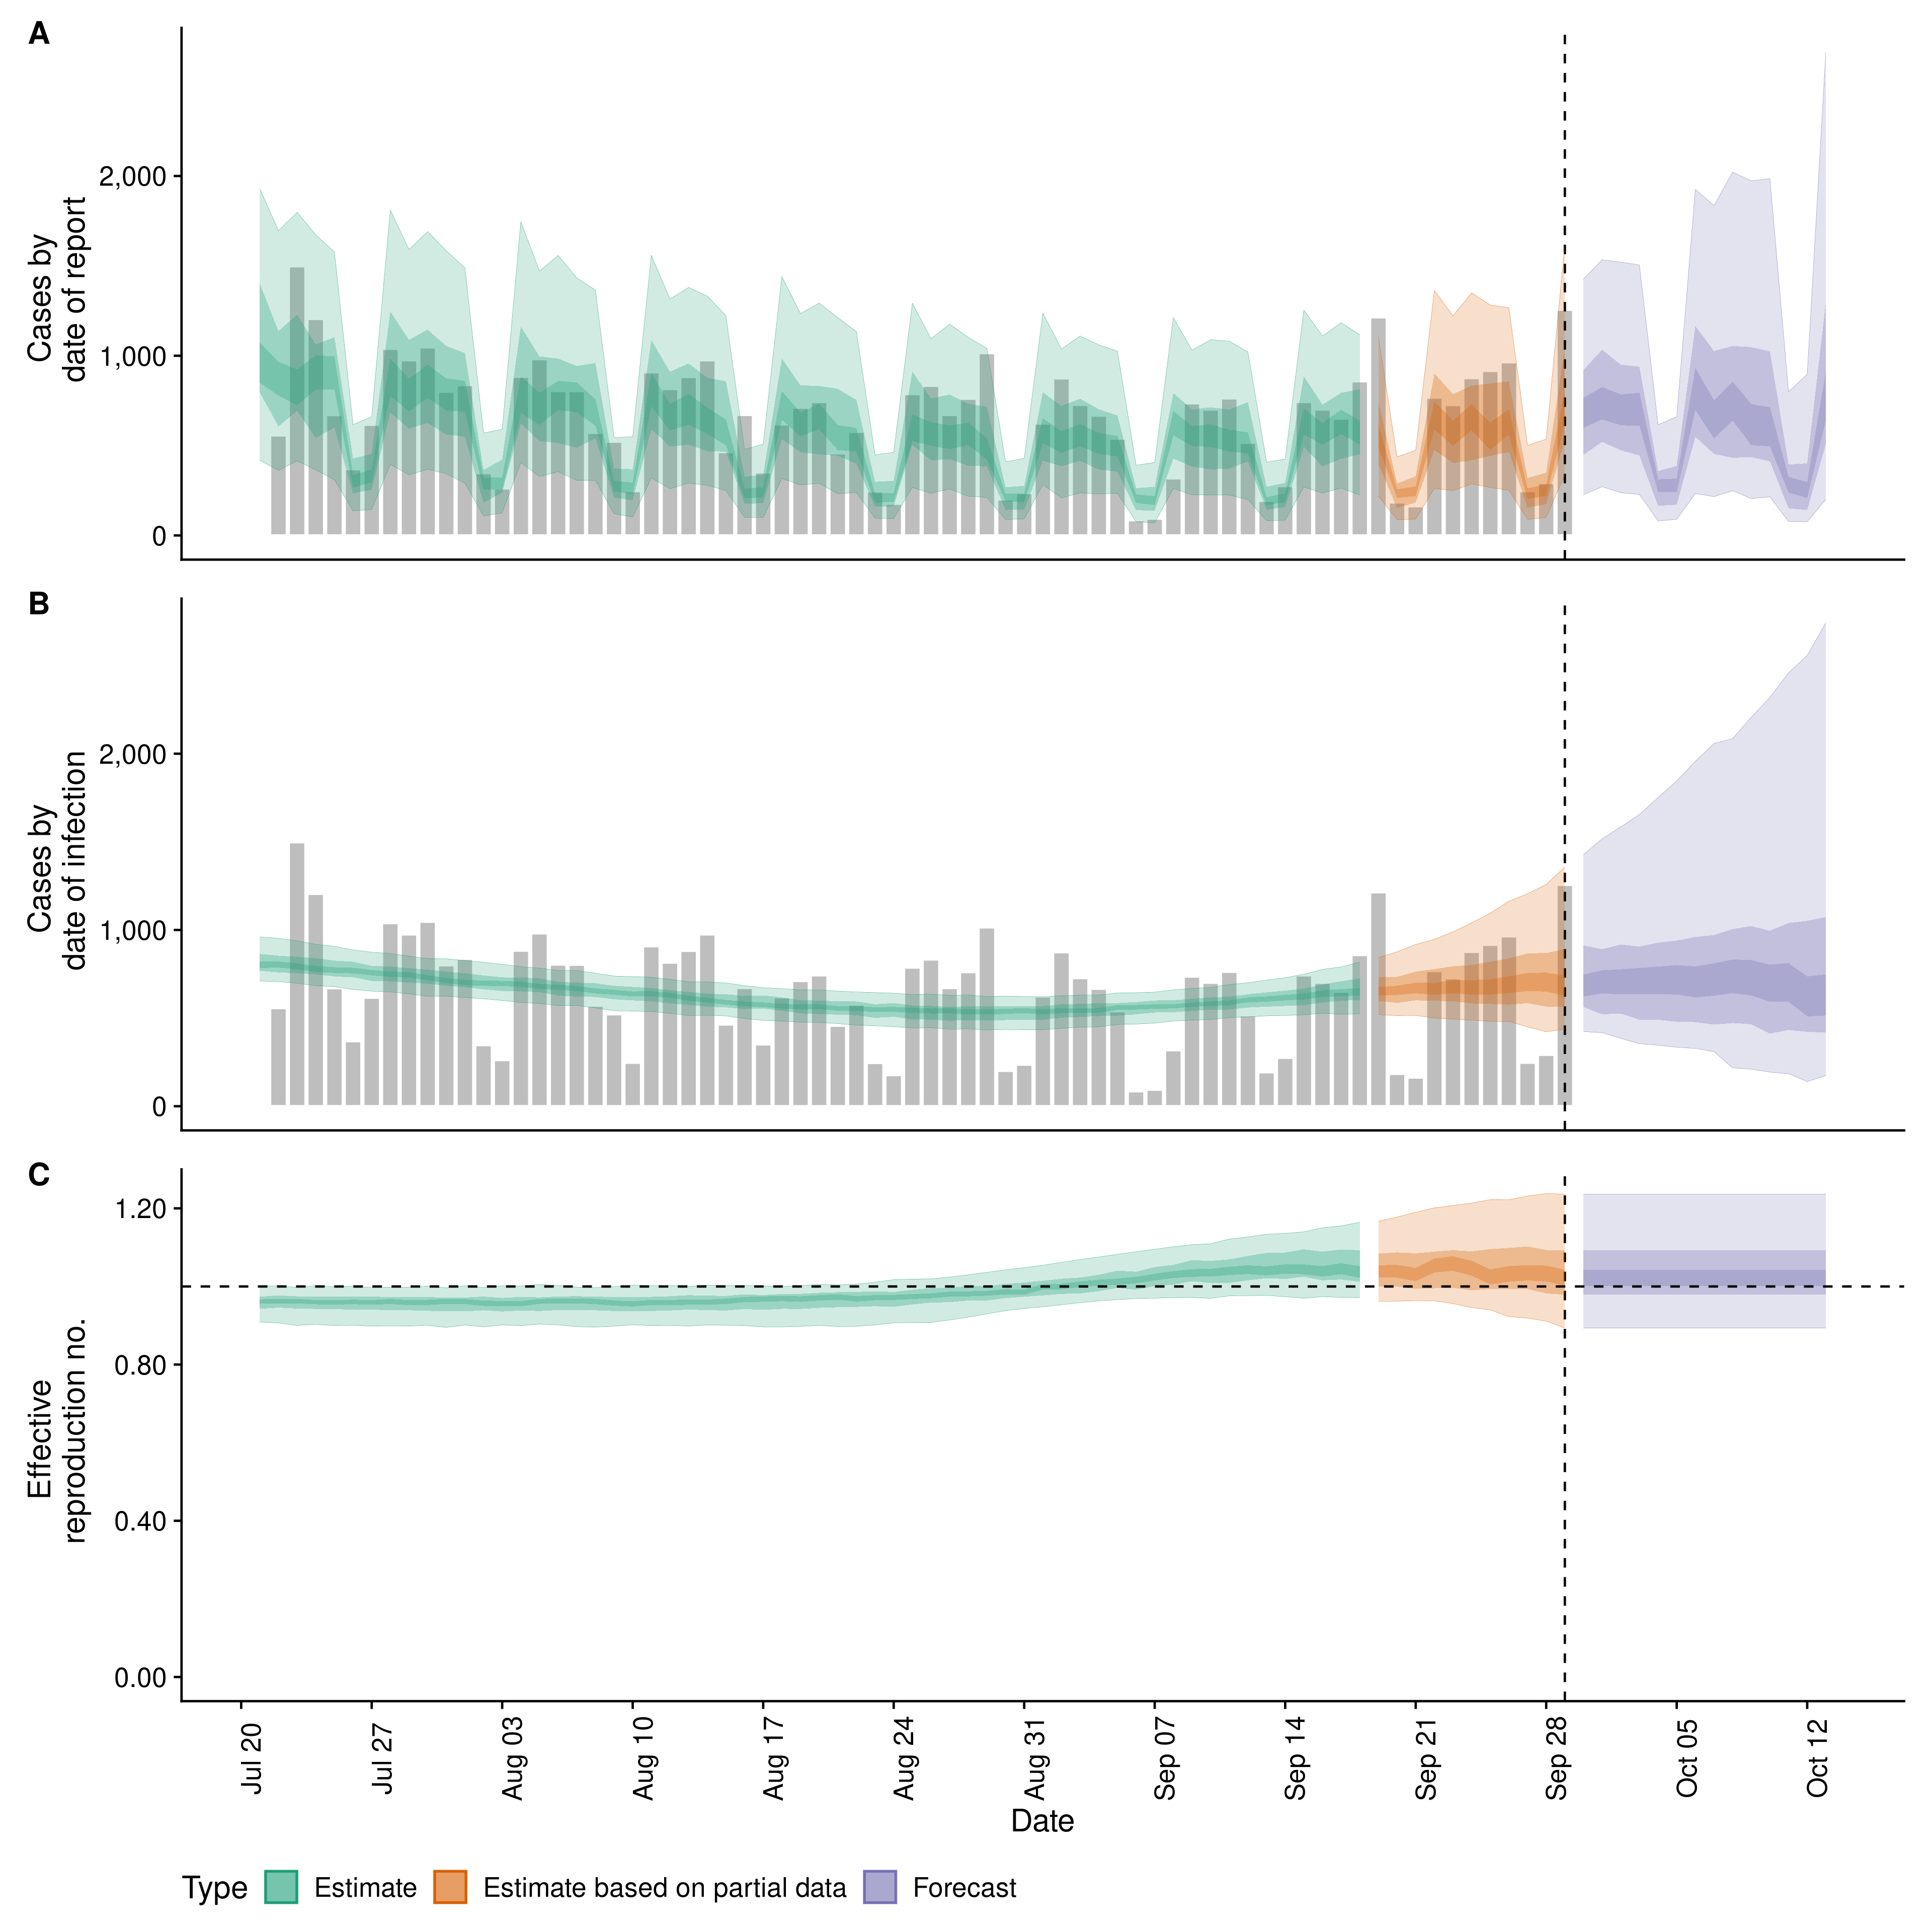 A
Cases by
date of report
2,000
1,000
0
B
Cases by
date of infection
2,000
1,000
0
C
Effective
reproduction no.
1.20
0.80
0.40
0.00
Jul 20
Jul 27
Aug 03
Aug 10
Aug 17
Aug 24
Aug 31
Sep 07
Sep 14
Sep 21
Sep 28
Oct 05
Oct 12
Date
Type
Estimate
Estimate based on partial data
Forecast